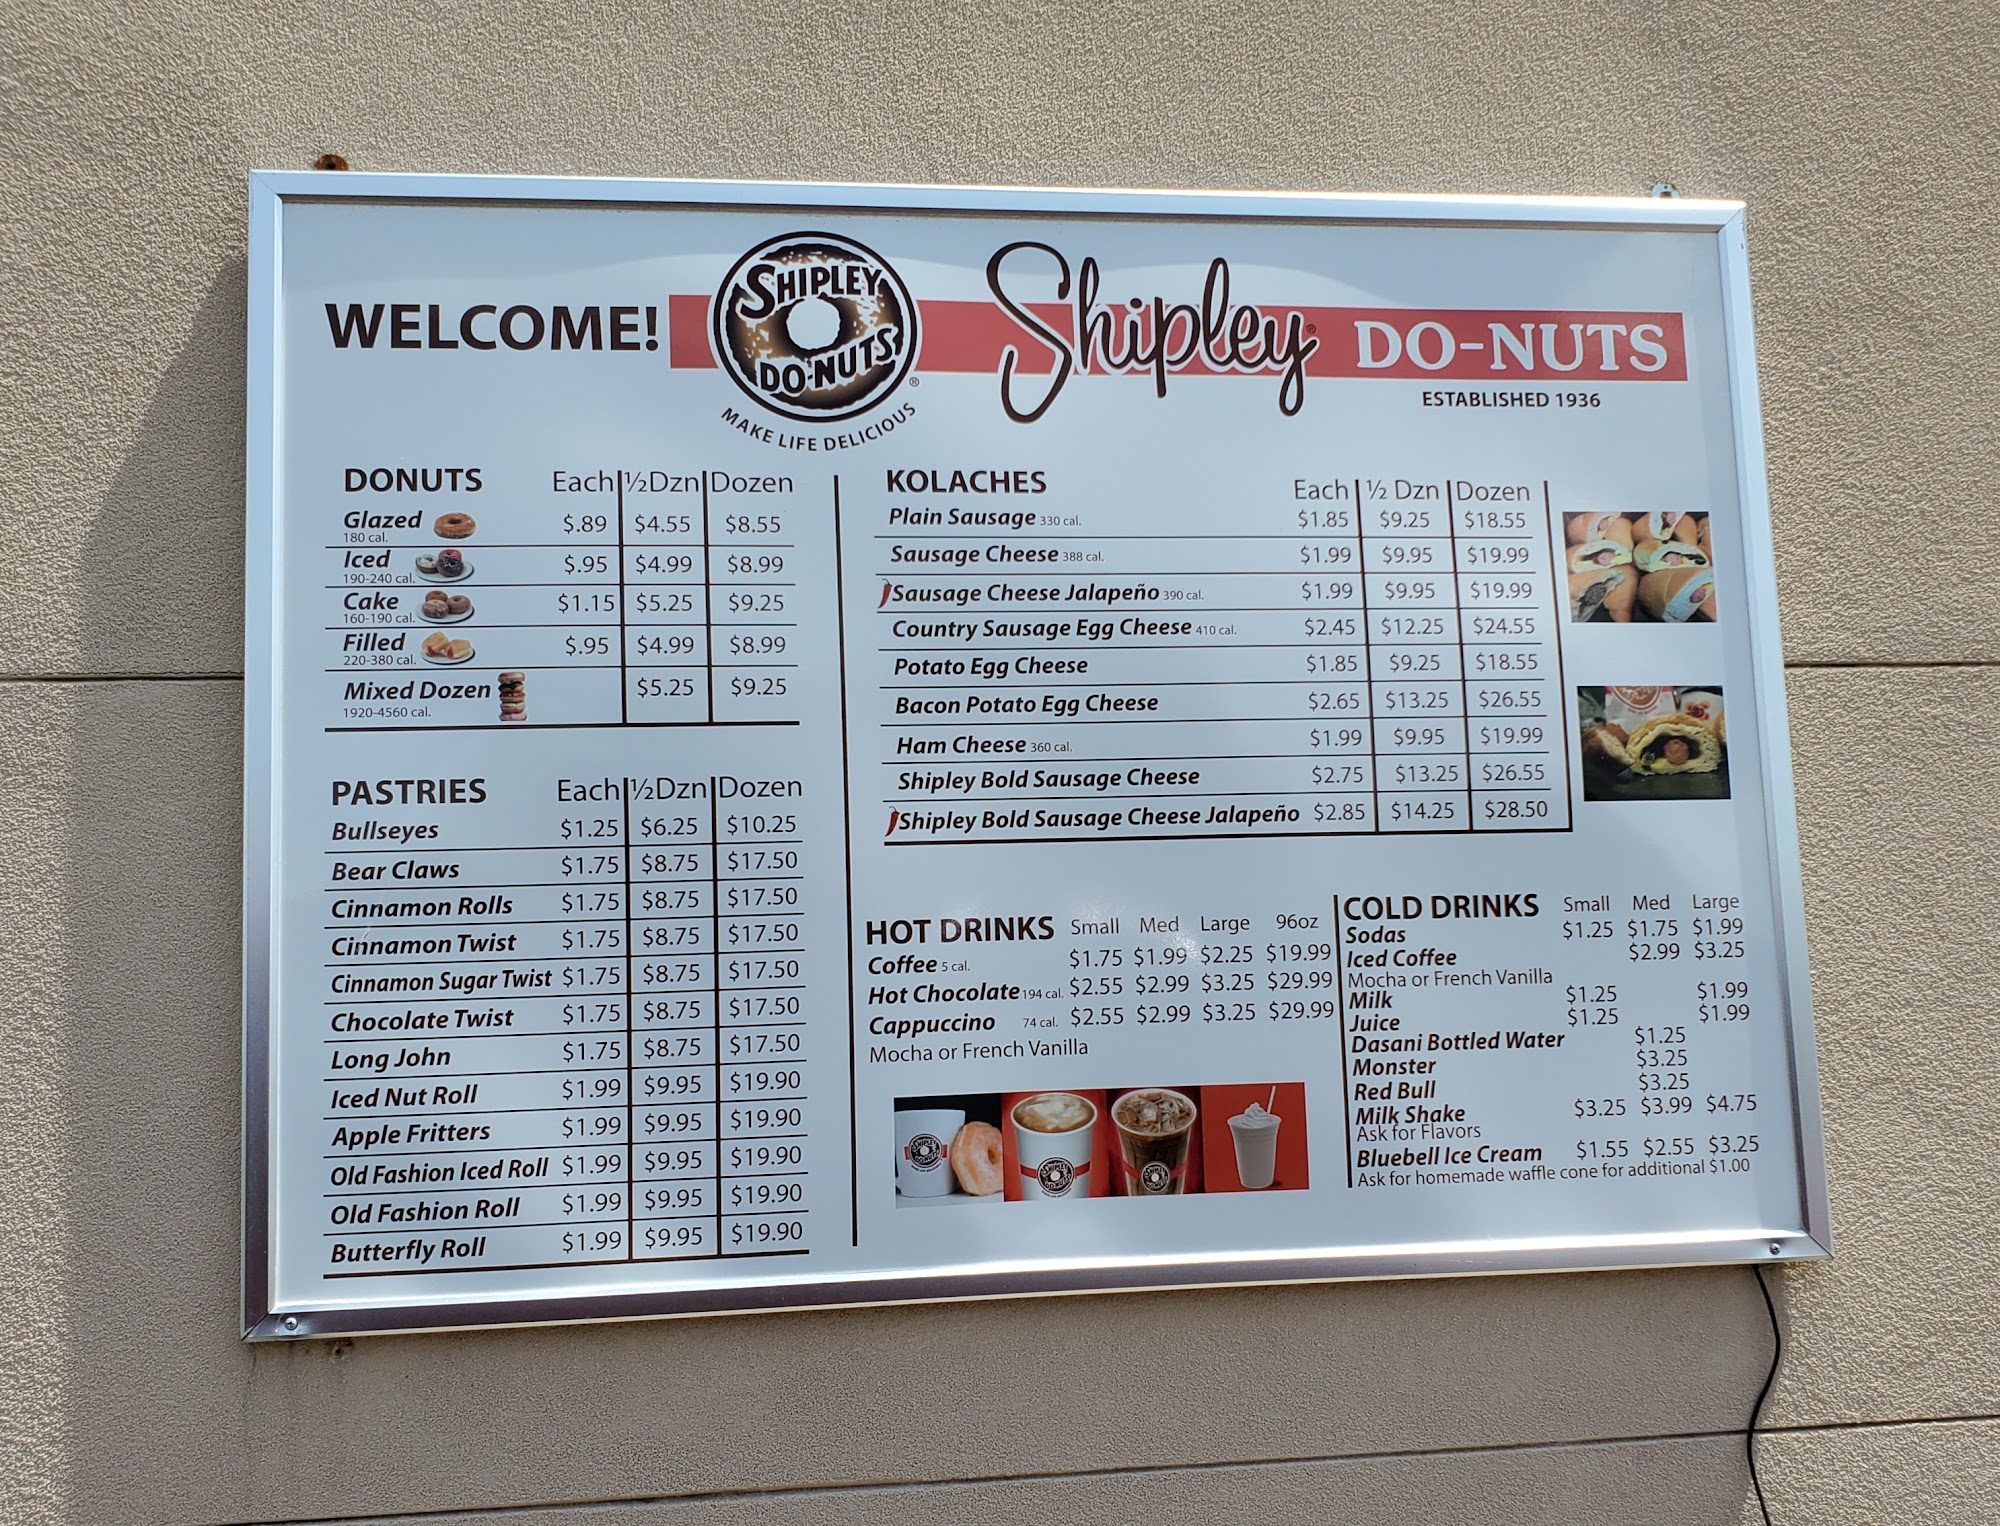 WELCOME!
SHIPLEY
DO-NUTS
®
MAKE LIFE DELICIOUS
Shipley® DO-NUTS
ESTABLISHED 1936
DONUTS Each ½Dzn Dozen
Glazed $.89 $4.55 $8.55
180 cal.
Iced $.95 $4.99 $8.99
190-240 cal.
Cake $1.15 $5.25 $9.25
160-190 cal.
Filled $.95 $4.99 $8.99
220-380 cal.
Mixed Dozen $5.25 $9.25
1920-4560 cal.
PASTRIES Each ½Dzn Dozen
Bullseyes $1.25 $6.25 $10.25
Bear Claws $1.75 $8.75 $17.50
Cinnamon Rolls $1.75 $8.75 $17.50
Cinnamon Twist $1.75 $8.75 $17.50
Cinnamon Sugar Twist $1.75 $8.75 $17.50
Chocolate Twist $1.75 $8.75 $17.50
Long John $1.75 $8.75 $17.50
Iced Nut Roll $1.99 $9.95 $19.90
Apple Fritters $1.99 $9.95 $19.90
Old Fashion Iced Roll $1.99 $9.95 $19.90
Old Fashion Roll $1.99 $9.95 $19.90
Butterfly Roll $1.99 $9.95 $19.90
KOLACHES Each ½ Dzn Dozen
Plain Sausage 330 cal. $1.85 $9.25 $18.55
Sausage Cheese 388 cal. $1.99 $9.95 $19.99
Sausage Cheese Jalapeño 390 cal. $1.99 $9.95 $19.99
Country Sausage Egg Cheese 410 cal. $2.45 $12.25 $24.55
Potato Egg Cheese $1.85 $9.25 $18.55
Bacon Potato Egg Cheese $2.65 $13.25 $26.55
Ham Cheese 360 cal. $1.99 $9.95 $19.99
Shipley Bold Sausage Cheese $2.75 $13.25 $26.55
Shipley Bold Sausage Cheese Jalapeño $2.85 $14.25 $28.50
HOT DRINKS Small Med Large 96oz
Coffee 5 cal. $1.75 $1.99 $2.25 $19.99
Hot Chocolate 194 cal. $2.55 $2.99 $3.25 $29.99
Cappuccino 74 cal. $2.55 $2.99 $3.25 $29.99
Mocha or French Vanilla
SHIPLEY DO-NUTS
SHIPLEY DO-NUTS
SHIPLEY DO-NUTS
COLD DRINKS Small Med Large
Sodas $1.25 $1.75 $1.99
Iced Coffee $2.99 $3.25
Mocha or French Vanilla
Milk $1.25 $1.99
Juice $1.25 $1.99
Dasani Bottled Water $1.25
Monster $3.25
Red Bull $3.25
Milk Shake $3.25 $3.99 $4.75
Ask for Flavors
Bluebell Ice Cream $1.55 $2.55 $3.25
Ask for homemade waffle cone for additional $1.00